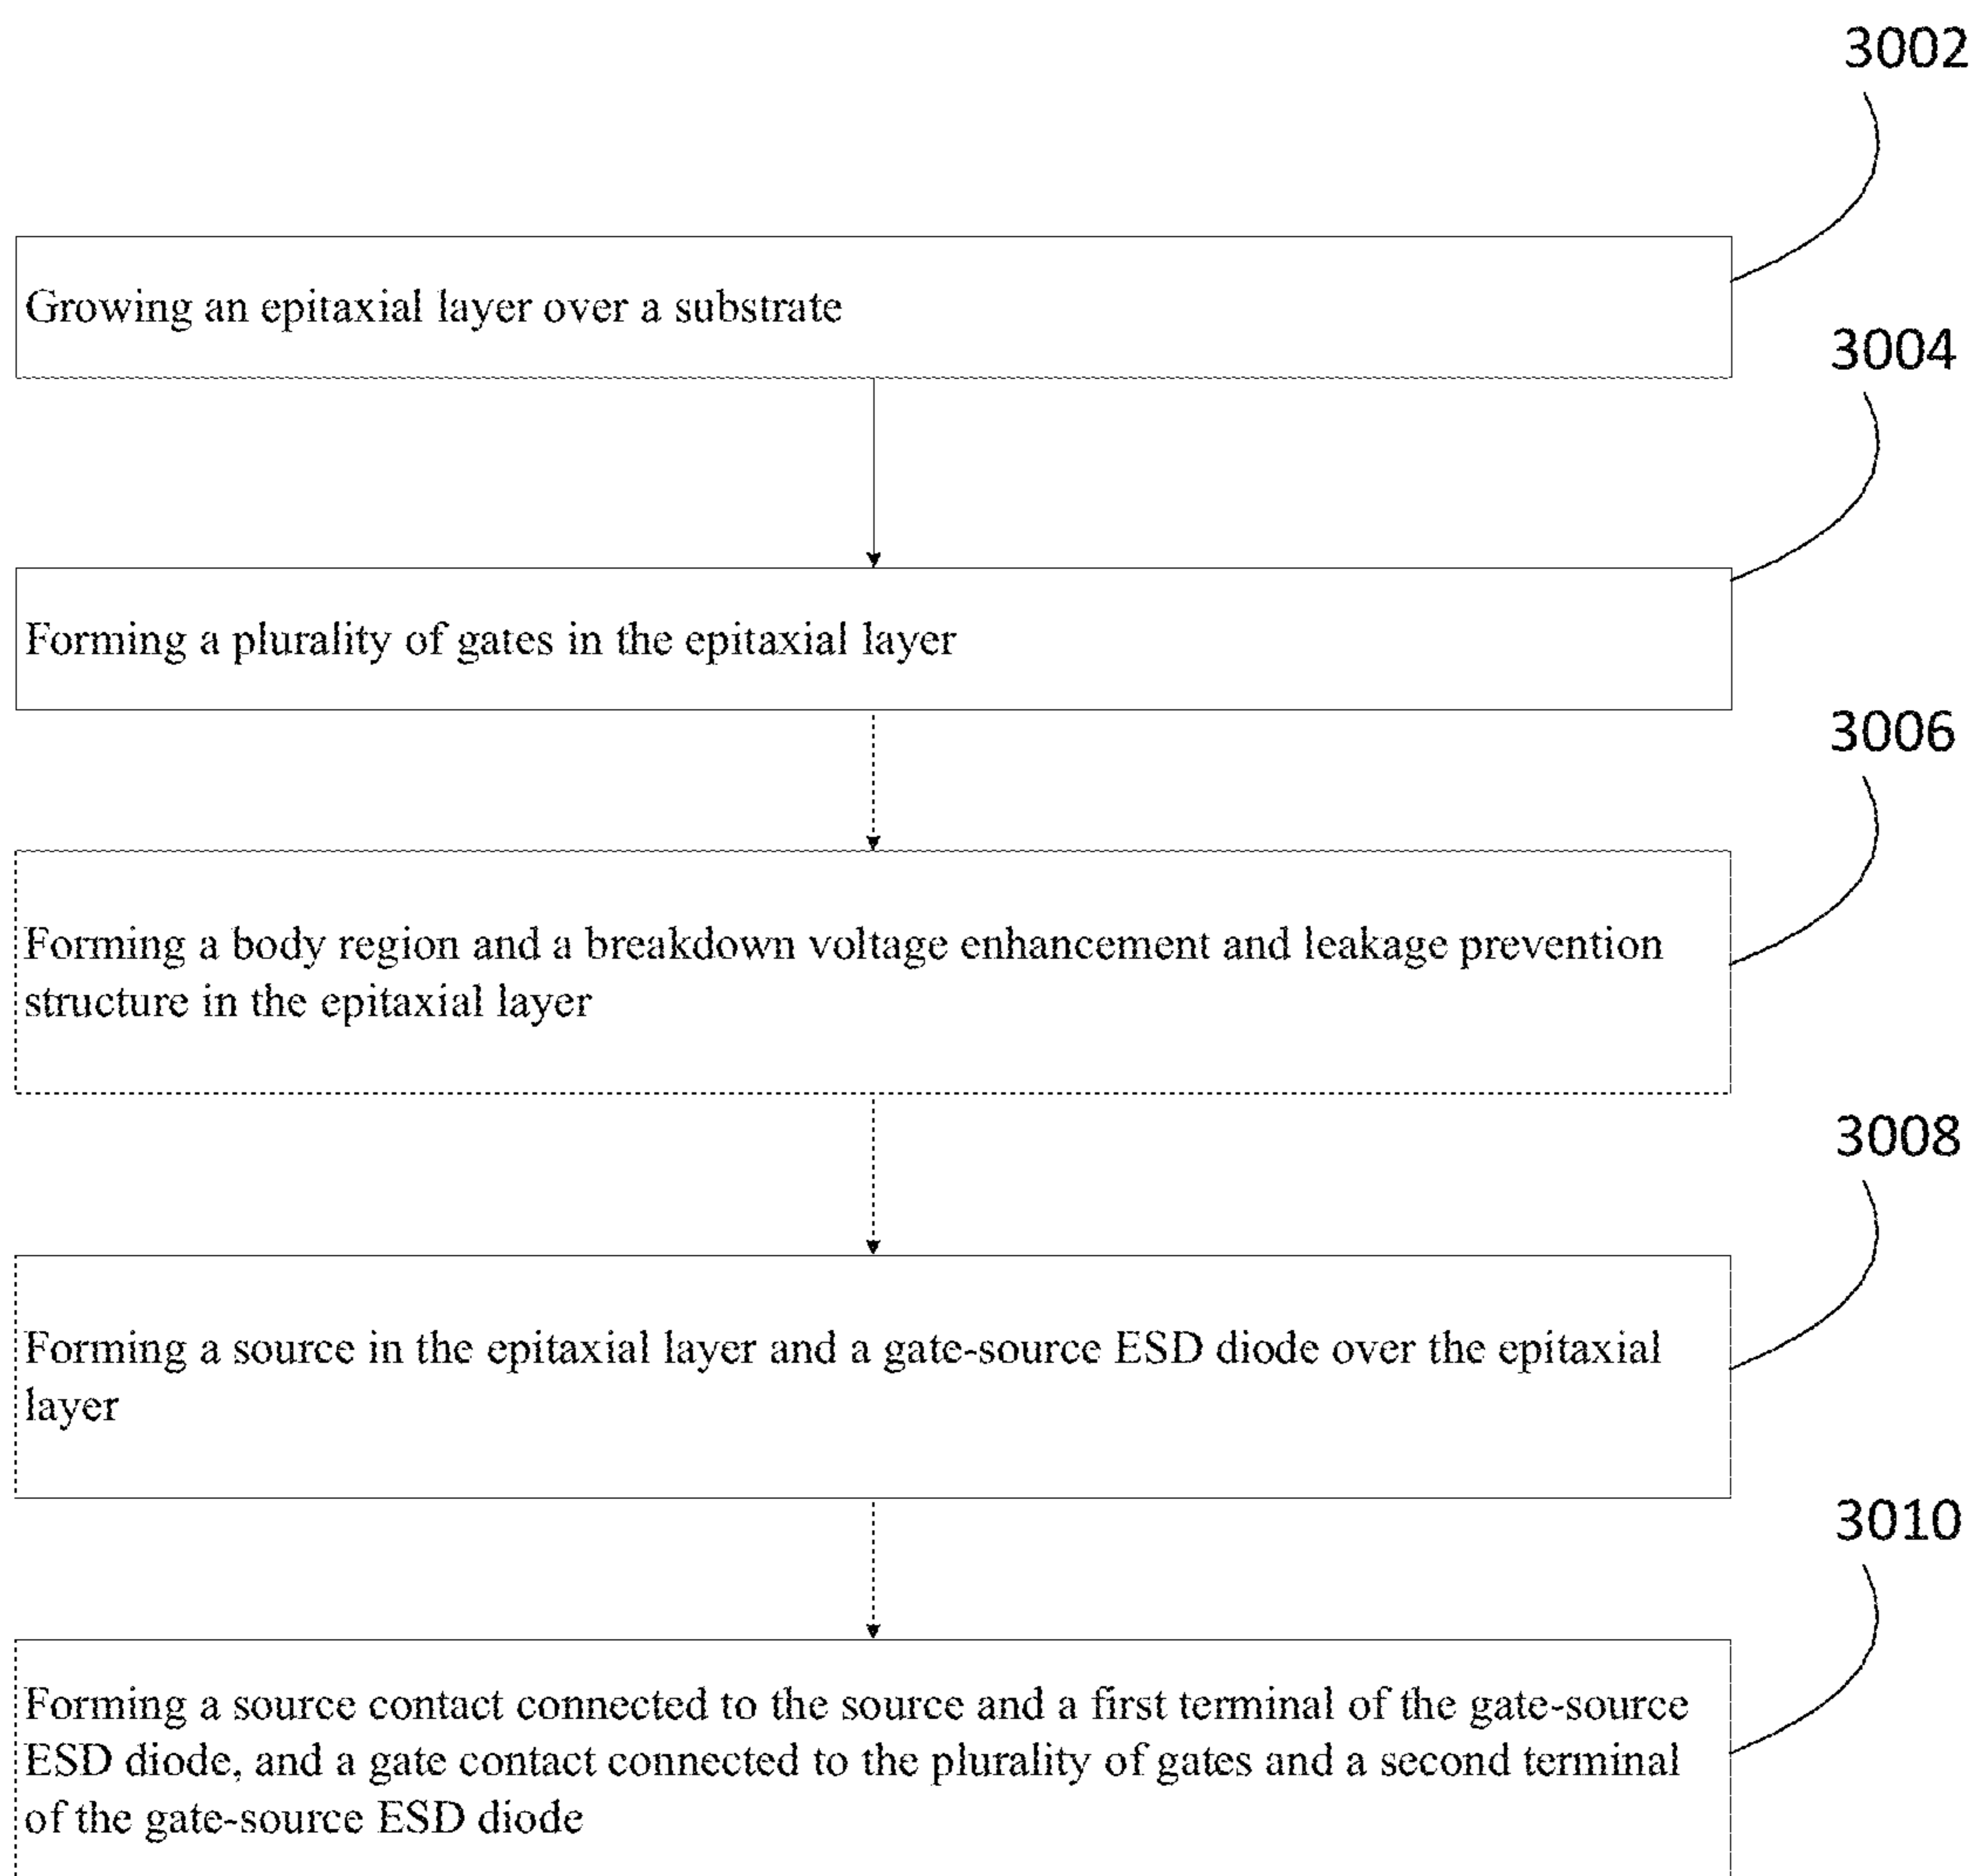 3002
Growing an epitaxial layer over a substrate
3004
Forming a plurality of gates in the epitaxial layer
3006
Forming a body region and a breakdown voltage enhancement and leakage prevention
structure in the epitaxial layer
3008
Forming a source in the epitaxial layer and a gate-source ESD diode over the epitaxial
layer
3010
Forming a source contact connected to the source and a first terminal of the gate-source
ESD diode, and a gate contact connected to the plurality of gates and a second terminal
of the gate-source ESD diode